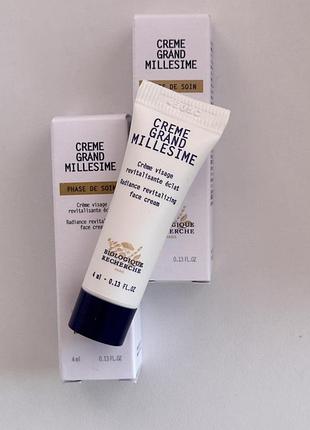 CREME
GRAND
MILLESIME
DE SOIN
0.13 FL.OZ
CREME
GRAND
MILLESIME
PHASE DE SOIN
Crème visage
revitalisante éclat
Radiance revitalizing
face cream
4 ml
0.13 FL.OZ
CREME
GRAND
MILLESIME
Crème visage
revitalisante éclat
Radiance revitalizing
face cream
BIOLOGIQUE
RECHERCHE
PARIS
4 ml - 0.13 FL.OZ